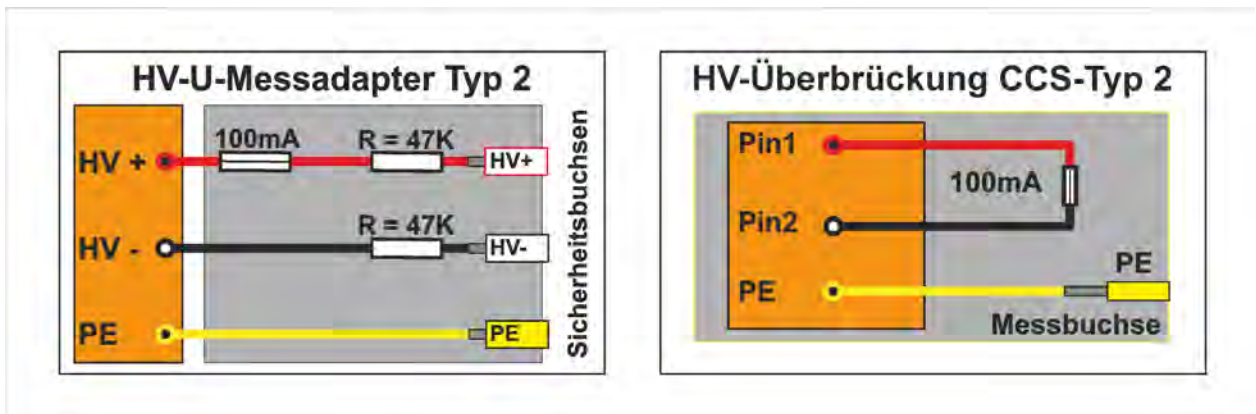 HV-U-Messadapter Typ 2
100mA
R = 47K
HV +
HV+
R = 47K
HV -
HV-
PE
PE
Sicherheitsbuchsen
HV-Überbrückung CCS-Typ 2
Pin1
100mA
Pin2
PE
PE
Messbuchse